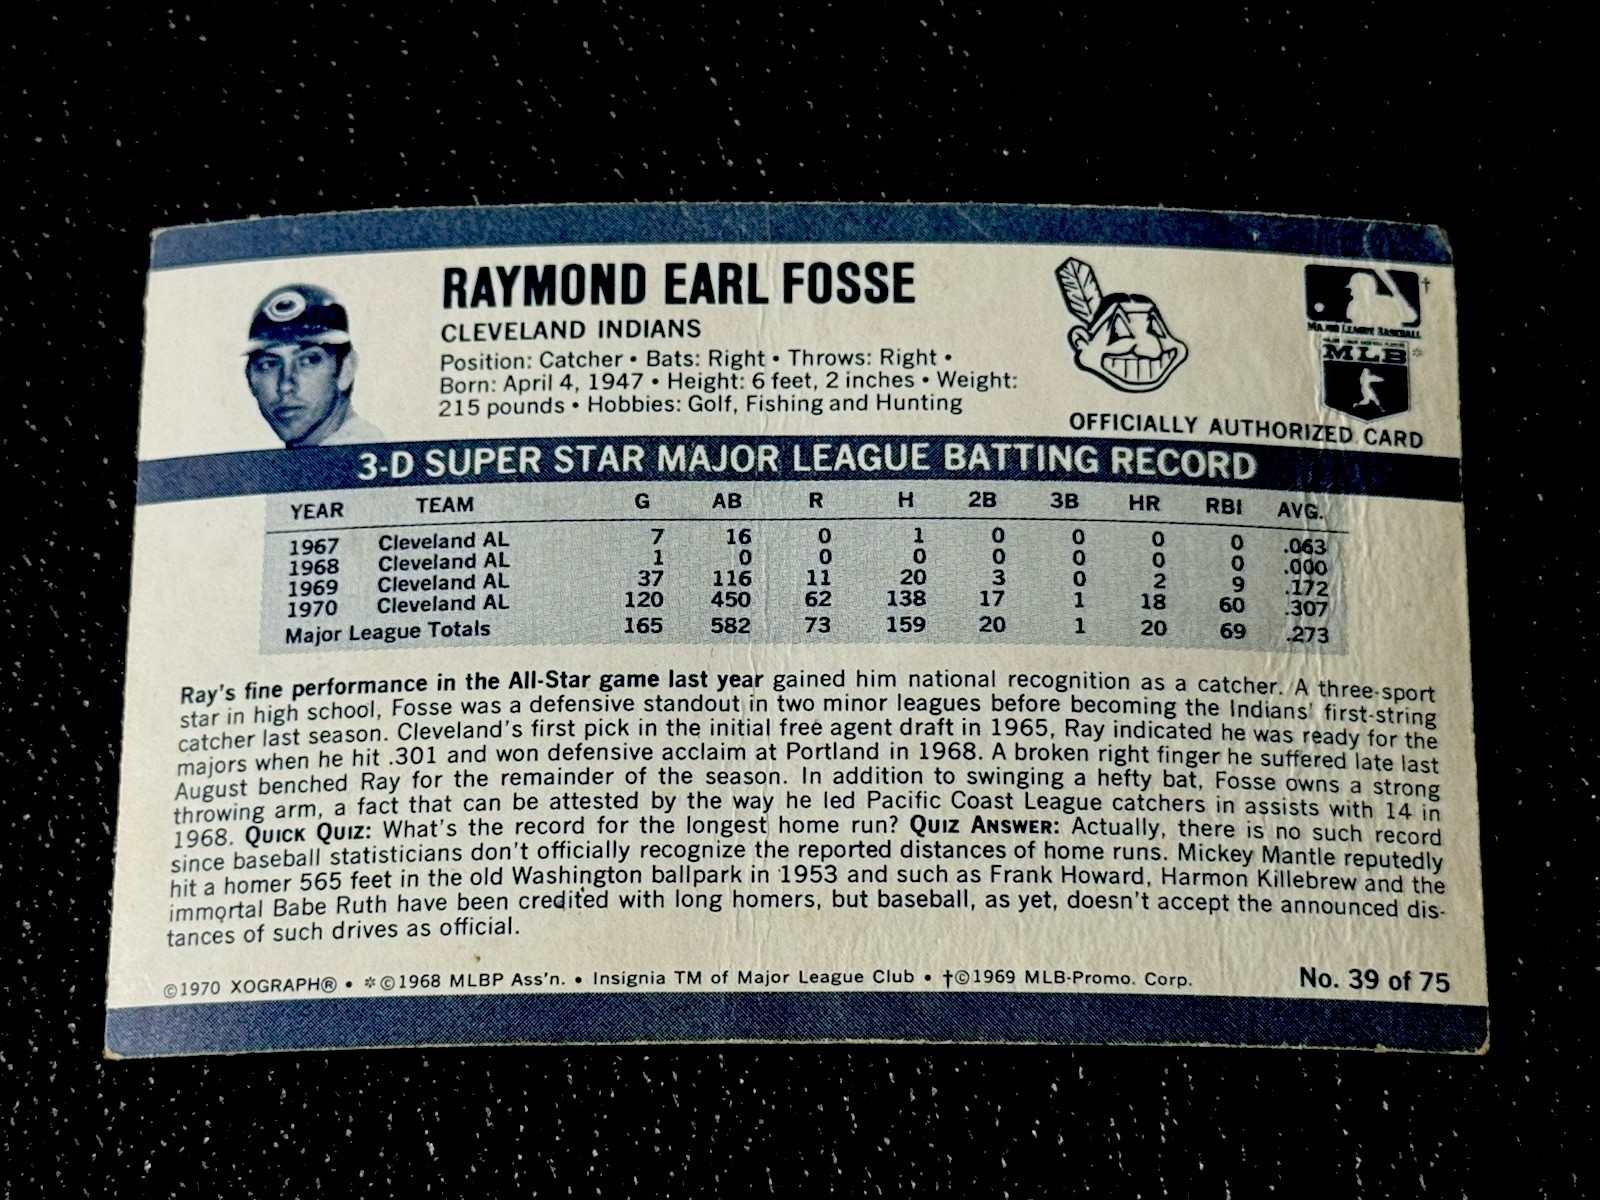 RAYMOND EARL FOSSE
CLEVELAND INDIANS
Position: Catcher • Bats: Right • Throws: Right •
Born: April 4, 1947 • Height: 6 feet, 2 inches • Weight:
215 pounds • Hobbies: Golf, Fishing and Hunting
†
MAJOR LEAGUE BASEBALL
MLB*
OFFICIALLY AUTHORIZED CARD
3-D SUPER STAR MAJOR LEAGUE BATTING RECORD
YEAR TEAM G AB R H 2B 3B HR RBI AVG.
1967 Cleveland AL 7 16 0 1 0 0 0 0 .063
1968 Cleveland AL 1 0 0 0 0 0 0 0 .000
1969 Cleveland AL 37 116 11 20 3 0 2 9 .172
1970 Cleveland AL 120 450 62 138 17 1 18 60 .307
Major League Totals 165 582 73 159 20 1 20 69 .273
Ray's fine performance in the All-Star game last year gained him national recognition as a catcher. A three-sport
star in high school, Fosse was a defensive standout in two minor leagues before becoming the Indians' first-string
catcher last season. Cleveland's first pick in the initial free agent draft in 1965, Ray indicated he was ready for the
majors when he hit .301 and won defensive acclaim at Portland in 1968. A broken right finger he suffered late last
August benched Ray for the remainder of the season. In addition to swinging a hefty bat, Fosse owns a strong
throwing arm, a fact that can be attested by the way he led Pacific Coast League catchers in assists with 14 in
1968. QUICK QUIZ: What's the record for the longest home run? QUIZ ANSWER: Actually, there is no such record
since baseball statisticians don't officially recognize the reported distances of home runs. Mickey Mantle reputedly
hit a homer 565 feet in the old Washington ballpark in 1953 and such as Frank Howard, Harmon Killebrew and the
immortal Babe Ruth have been credited with long homers, but baseball, as yet, doesn't accept the announced dis-
tances of such drives as official.
©1970 XOGRAPH® • *©1968 MLBP Ass'n. • Insignia TM of Major League Club • †©1969 MLB-Promo. Corp.
No. 39 of 75